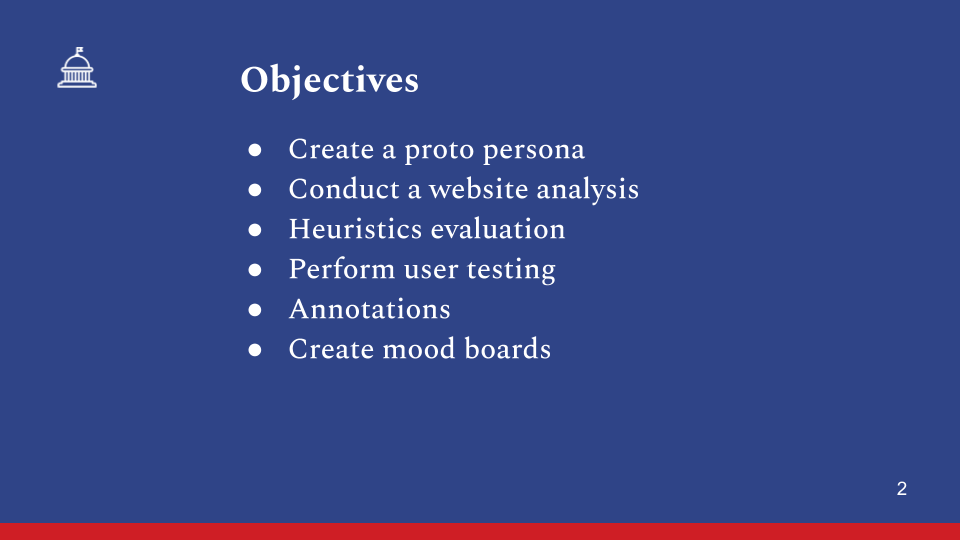 Objectives
● Create a proto persona
● Conduct a website analysis
● Heuristics evaluation
● Perform user testing
● Annotations
● Create mood boards
2